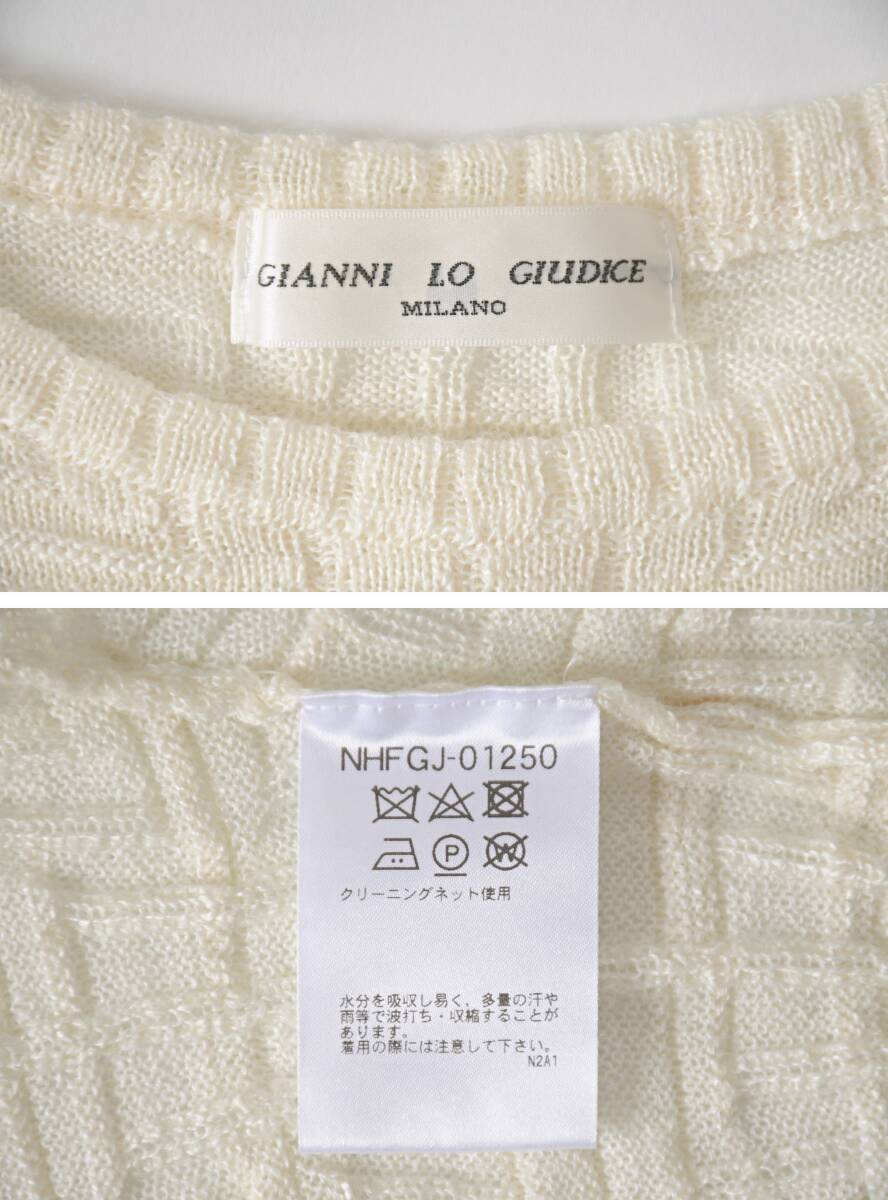 GIANNI LO GIUDICE
MILANO
NHFGJ-01250
P W
クリーニングネット使用
水分を吸収し易く、多量の汗や
雨等で波打ち・収縮することが
あります。
着用の際には注意して下さい。
N2A1